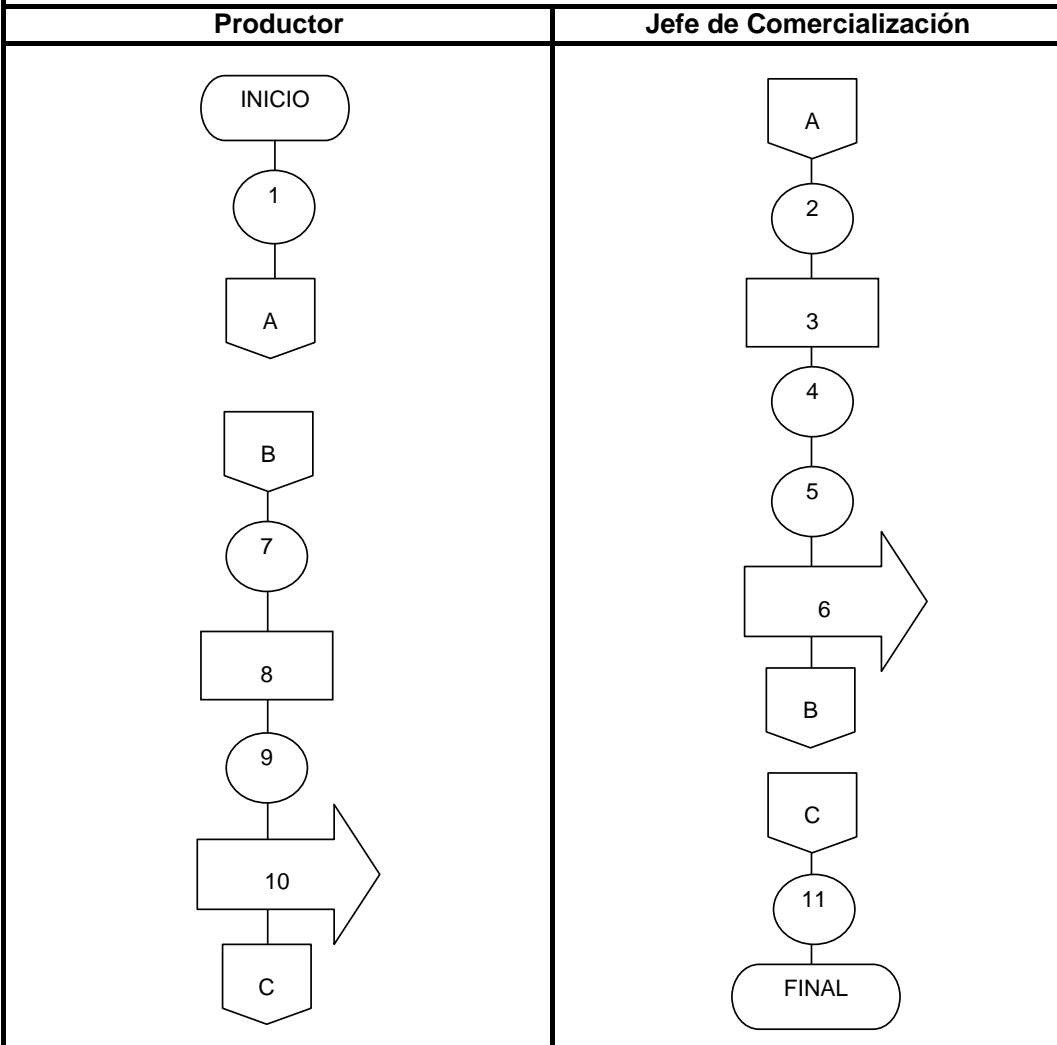 Productor
Jefe de Comercialización
INICIO
1
A
B
7
8
9
10
C
A
2
3
4
5
6
B
C
11
FINAL